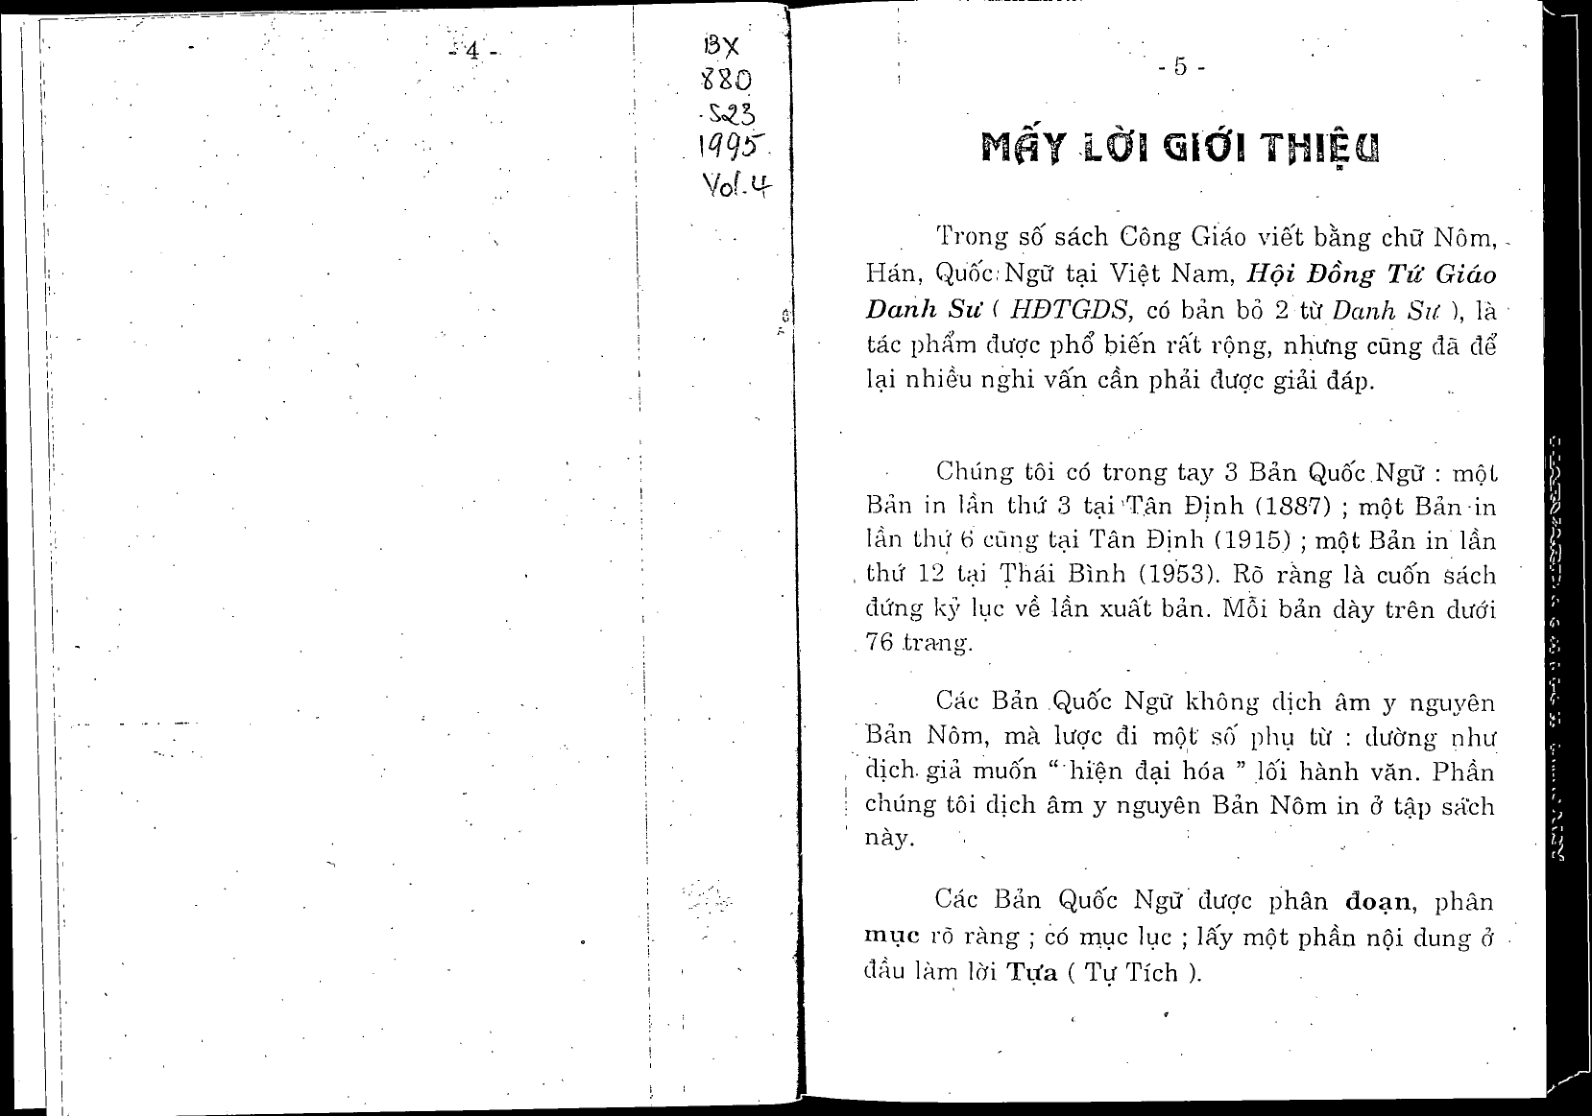 - 4 -
BX
880
.S23
1995
Vol.4
- 5 -
MẤY LỜI GIỚI THIỆU
Trong số sách Công Giáo viết bằng chữ Nôm,
Hán, Quốc Ngữ tại Việt Nam, Hội Đồng Tứ Giáo
Danh Sư ( HĐTGDS, có bản bỏ 2 từ Danh Sư ), là
tác phẩm được phổ biến rất rộng, nhưng cũng đã để
lại nhiều nghi vấn cần phải được giải đáp.
Chúng tôi có trong tay 3 Bản Quốc Ngữ : một
Bản in lần thứ 3 tại Tân Định (1887) ; một Bản in
lần thứ 6 cũng tại Tân Định (1915) ; một Bản in lần
thứ 12 tại Thái Bình (1953). Rõ ràng là cuốn sách
đứng kỷ lục về lần xuất bản. Mỗi bản dày trên dưới
76 trang.
Các Bản Quốc Ngữ không dịch âm y nguyên
Bản Nôm, mà lược đi một số phụ từ : dường như
dịch giả muốn “ hiện đại hóa ” lối hành văn. Phần
chúng tôi dịch âm y nguyên Bản Nôm in ở tập sách
này.
Các Bản Quốc Ngữ được phân đoạn, phân
mục rõ ràng ; có mục lục ; lấy một phần nội dung ở
đầu làm lời Tựa ( Tự Tích ).